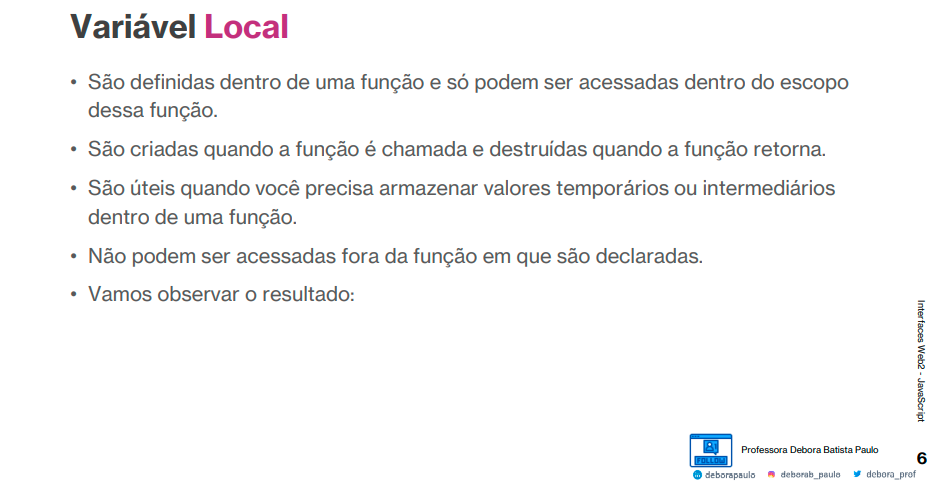 Variável Local
• São definidas dentro de uma função e só podem ser acessadas dentro do escopo
dessa função.
• São criadas quando a função é chamada e destruídas quando a função retorna.
• São úteis quando você precisa armazenar valores temporários ou intermediários
dentro de uma função.
• Não podem ser acessadas fora da função em que são declaradas.
• Vamos observar o resultado:
Interfaces Web2 - JavaScript
FOLLOW
Professora Debora Batista Paulo
6
deborapaulo deborab_paulo debora_prof